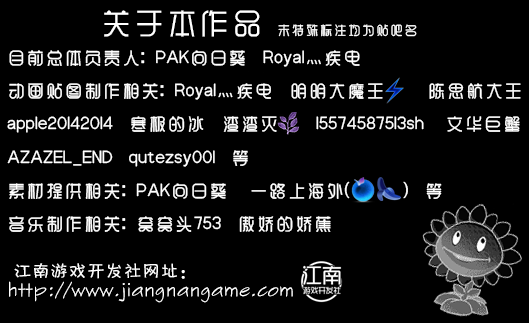 关于本作品 未特殊标注均为贴吧名
目前总体负责人: PAK向日葵 Royal灬疾电
动画贴图制作相关: Royal灬疾电 明明大魔王 陈思航大王
apple20142014 寒极的冰 渣渣灭 15574587513sh 文华巨蟹
AZAZEL_END qutezsy001 等
素材提供相关: PAK向日葵 一路上海外( ) 等
音乐制作相关: 窝窝头753 傲娇的娇蕉
江南游戏开发社网址:
http://www.jiangnangame.com/
江南
游戏开发社